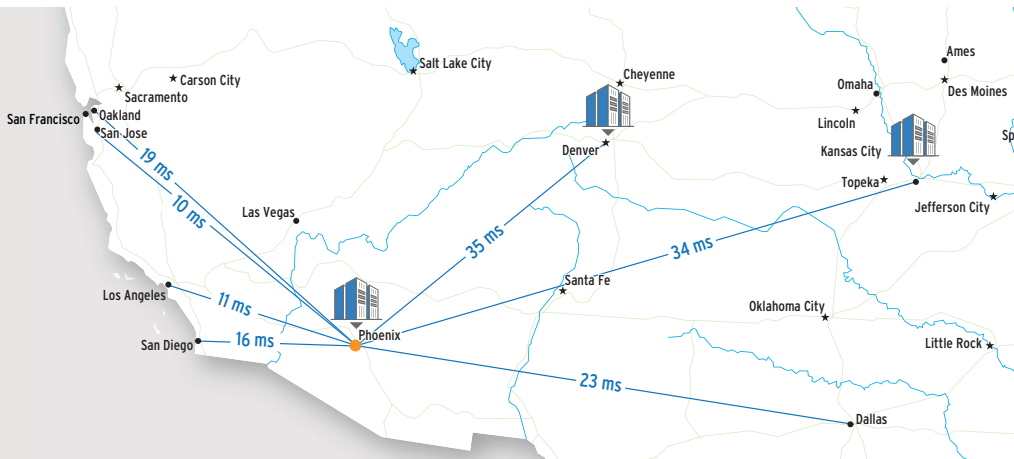 Ames
Salt Lake City
Cheyenne
Carson City
Omaha
Des Moines
Sacramento
Oakland
San Francisco
Lincoln
San Jose
Sp
Denver
Kansas City
19 ms
Topeka
10 ms
Las Vegas
Jefferson City
35 ms
34 ms
Santa Fe
Los Angeles
11 ms
Oklahoma City
Phoenix
San Diego
16 ms
Little Rock
23 ms
Dallas